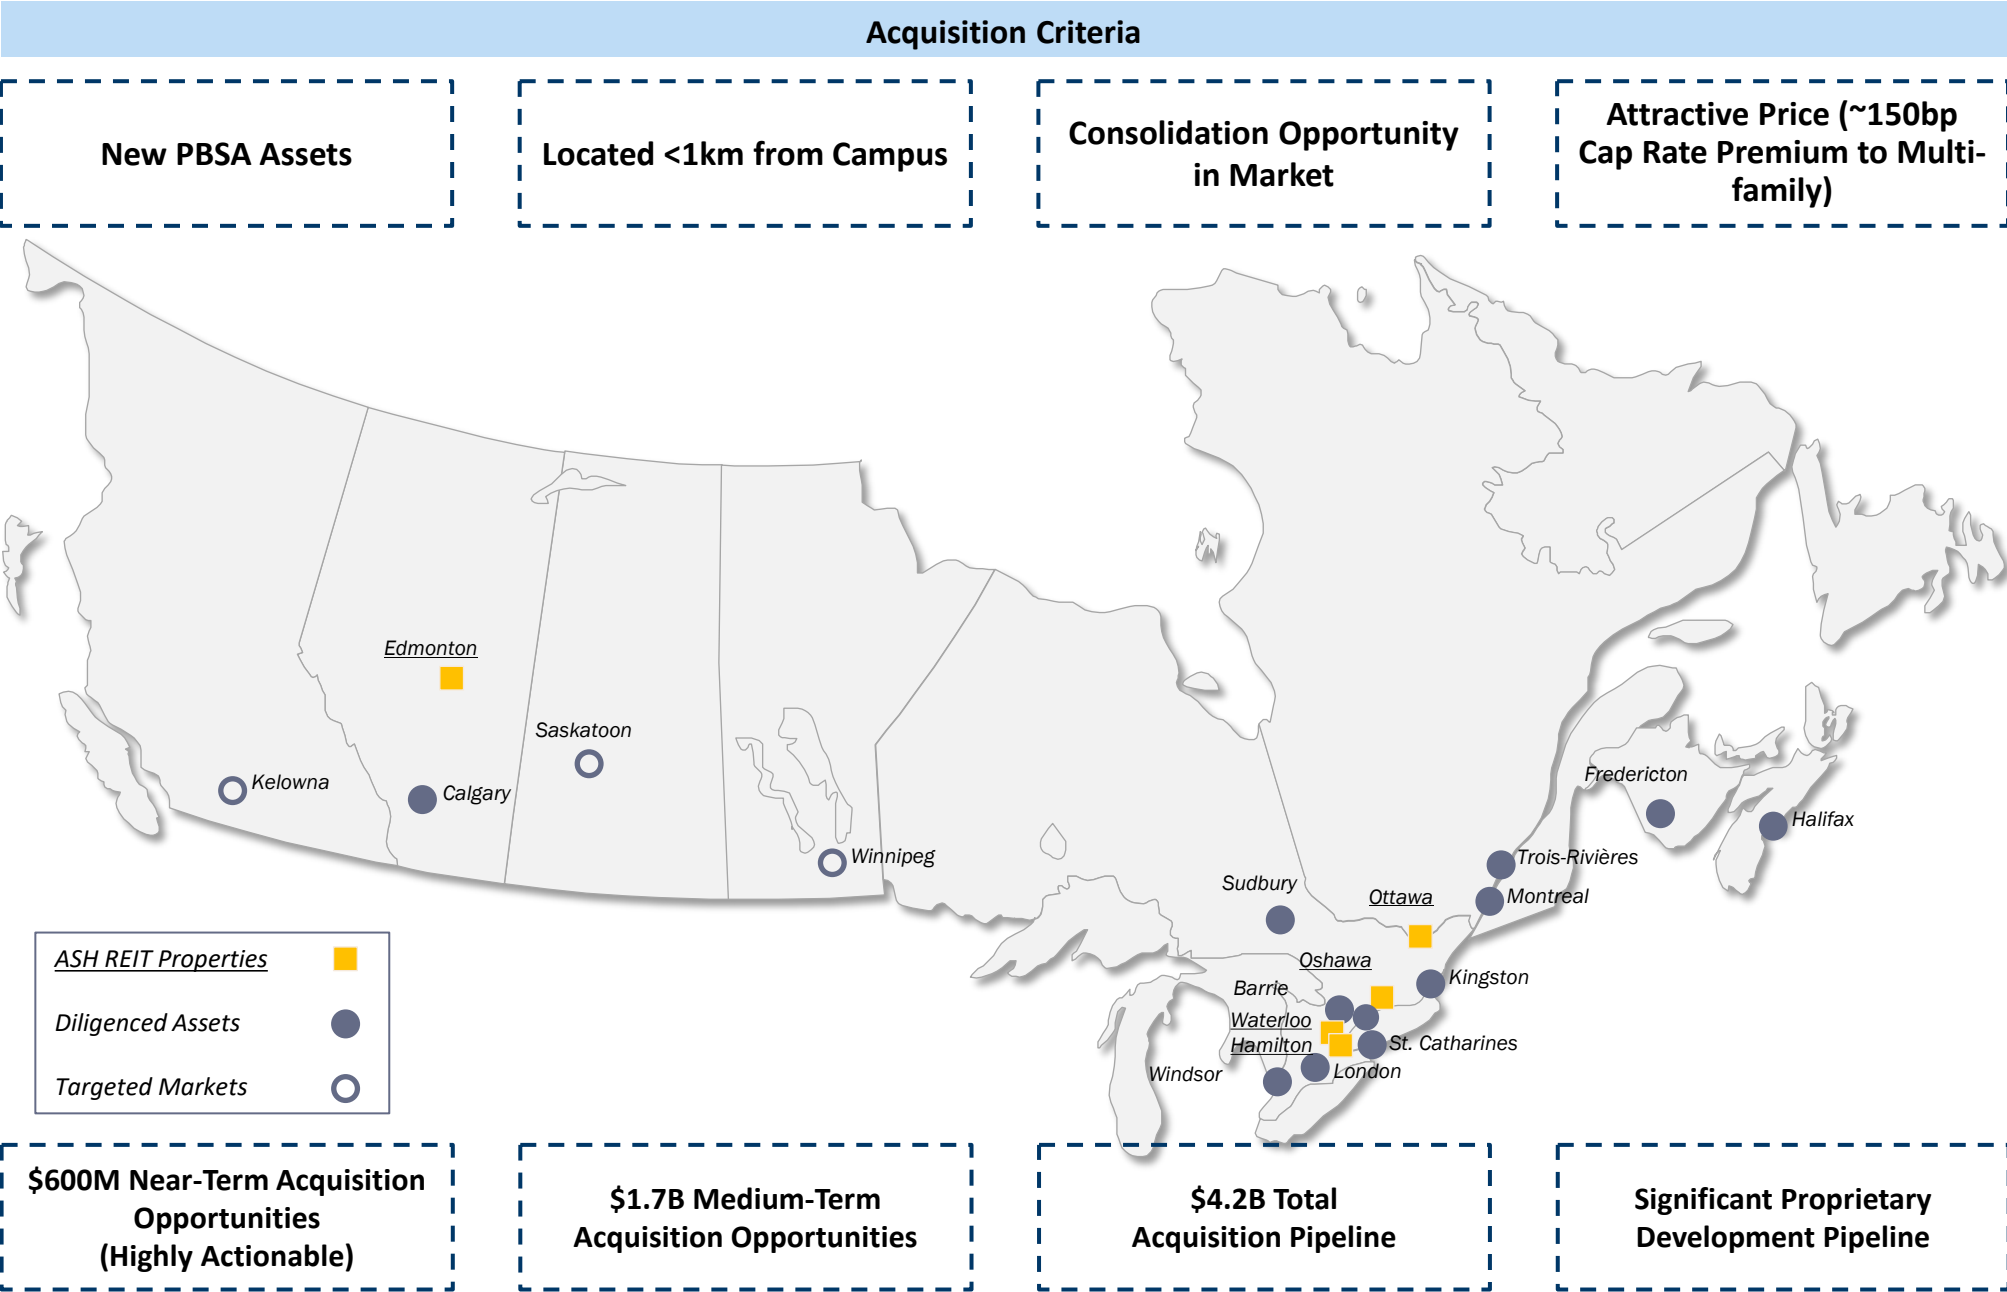 Acquisition Criteria
New PBSA Assets
Located <1km from Campus
Consolidation Opportunity
in Market
Attractive Price (~150bp
Cap Rate Premium to Multi-
family)
Edmonton
Saskatoon
Kelowna
Calgary
Winnipeg
Fredericton
Halifax
Trois-Rivières
Montreal
Sudbury
Ottawa
Oshawa
Kingston
Barrie
Waterloo
Hamilton
St. Catharines
London
Windsor
ASH REIT Properties
Diligenced Assets
Targeted Markets
$600M Near-Term Acquisition
Opportunities
(Highly Actionable)
$1.7B Medium-Term
Acquisition Opportunities
$4.2B Total
Acquisition Pipeline
Significant Proprietary
Development Pipeline